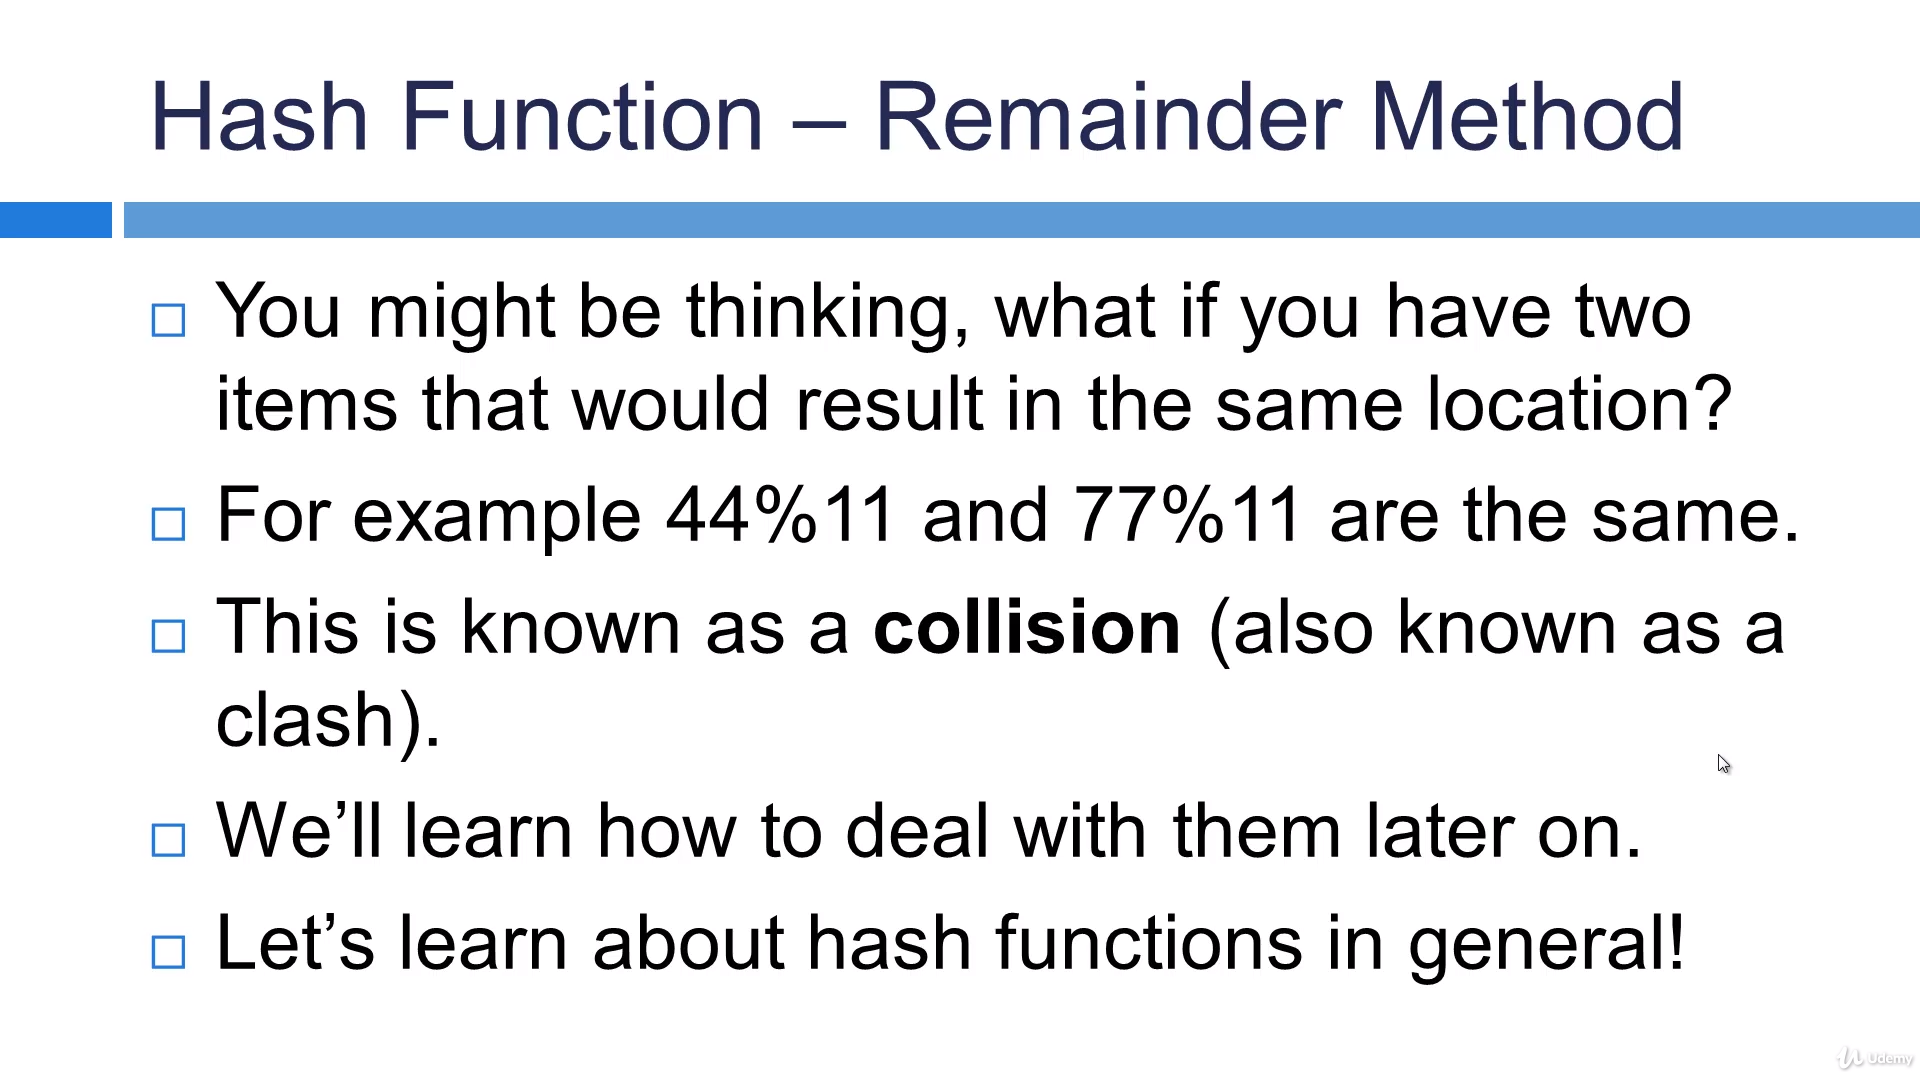 Hash Function – Remainder Method
You might be thinking, what if you have two
items that would result in the same location?
For example 44%11 and 77%11 are the same.
This is known as a collision (also known as a
clash).
We’ll learn how to deal with them later on.
Let’s learn about hash functions in general!
Udemy